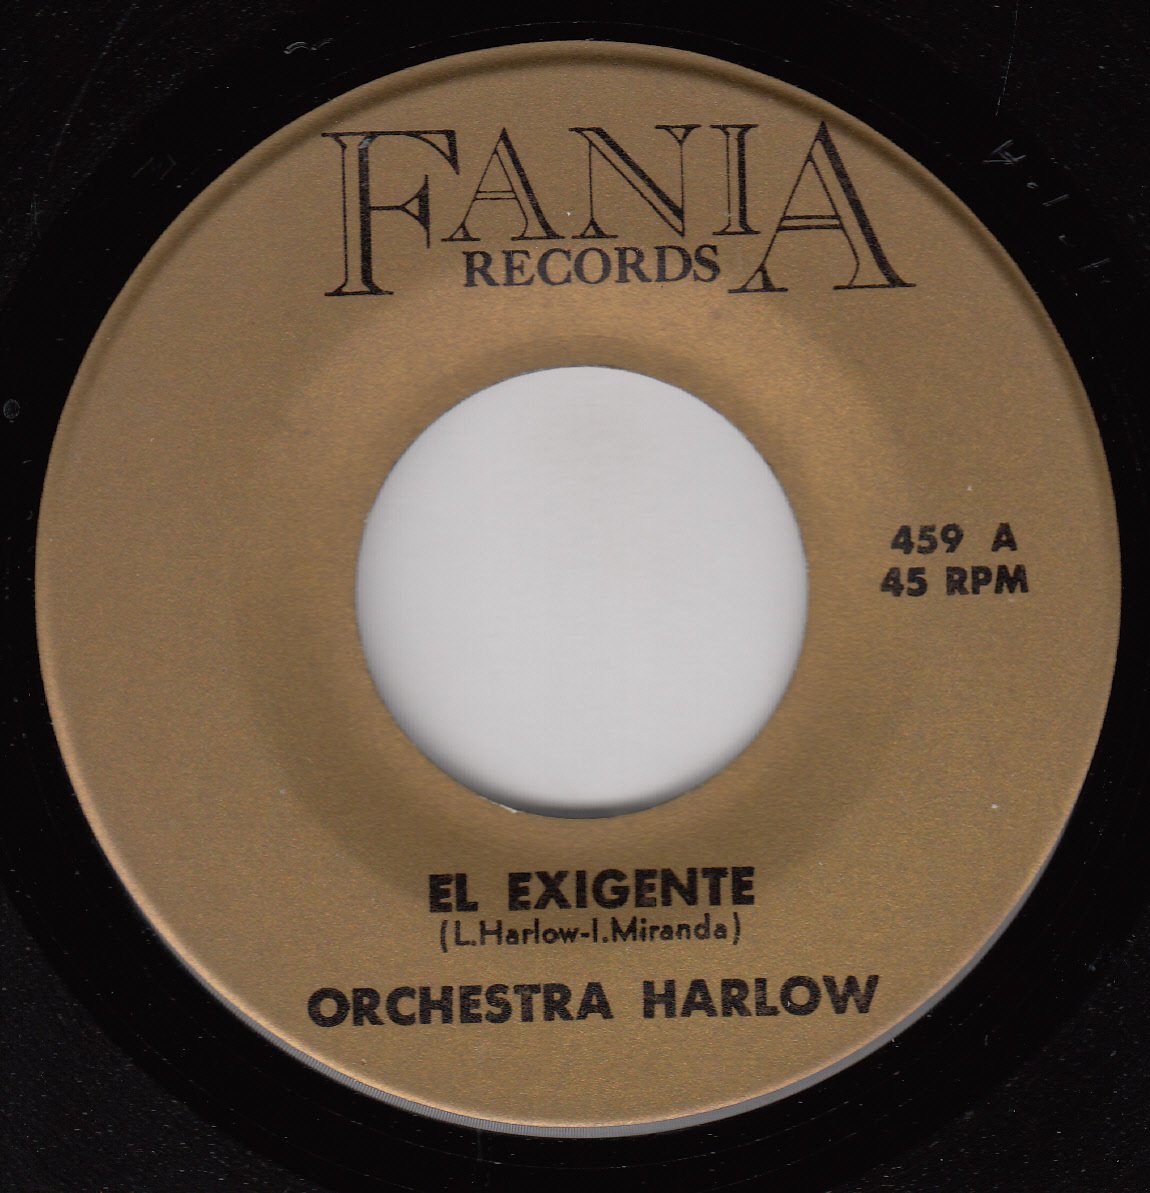 FANIA
RECORDS
459 A
45 RPM
EL EXIGENTE
(L.Harlow-I.Miranda)
ORCHESTRA HARLOW